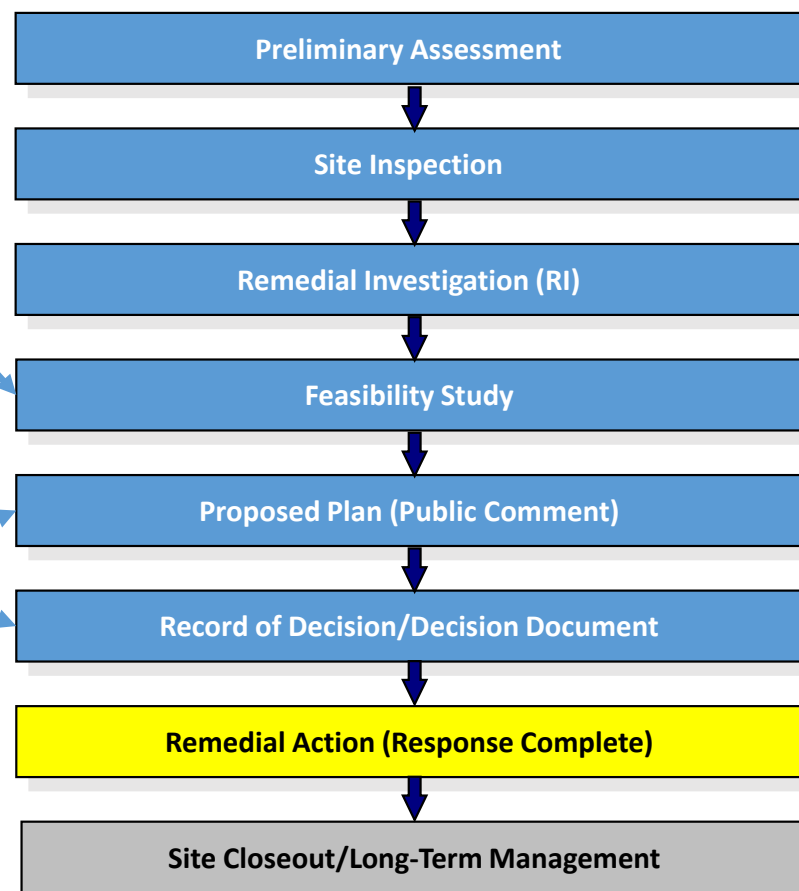 Preliminary Assessment
Site Inspection
Remedial Investigation (RI)
Feasibility Study
Proposed Plan (Public Comment)
Record of Decision/Decision Document
Remedial Action (Response Complete)
Site Closeout/Long-Term Management